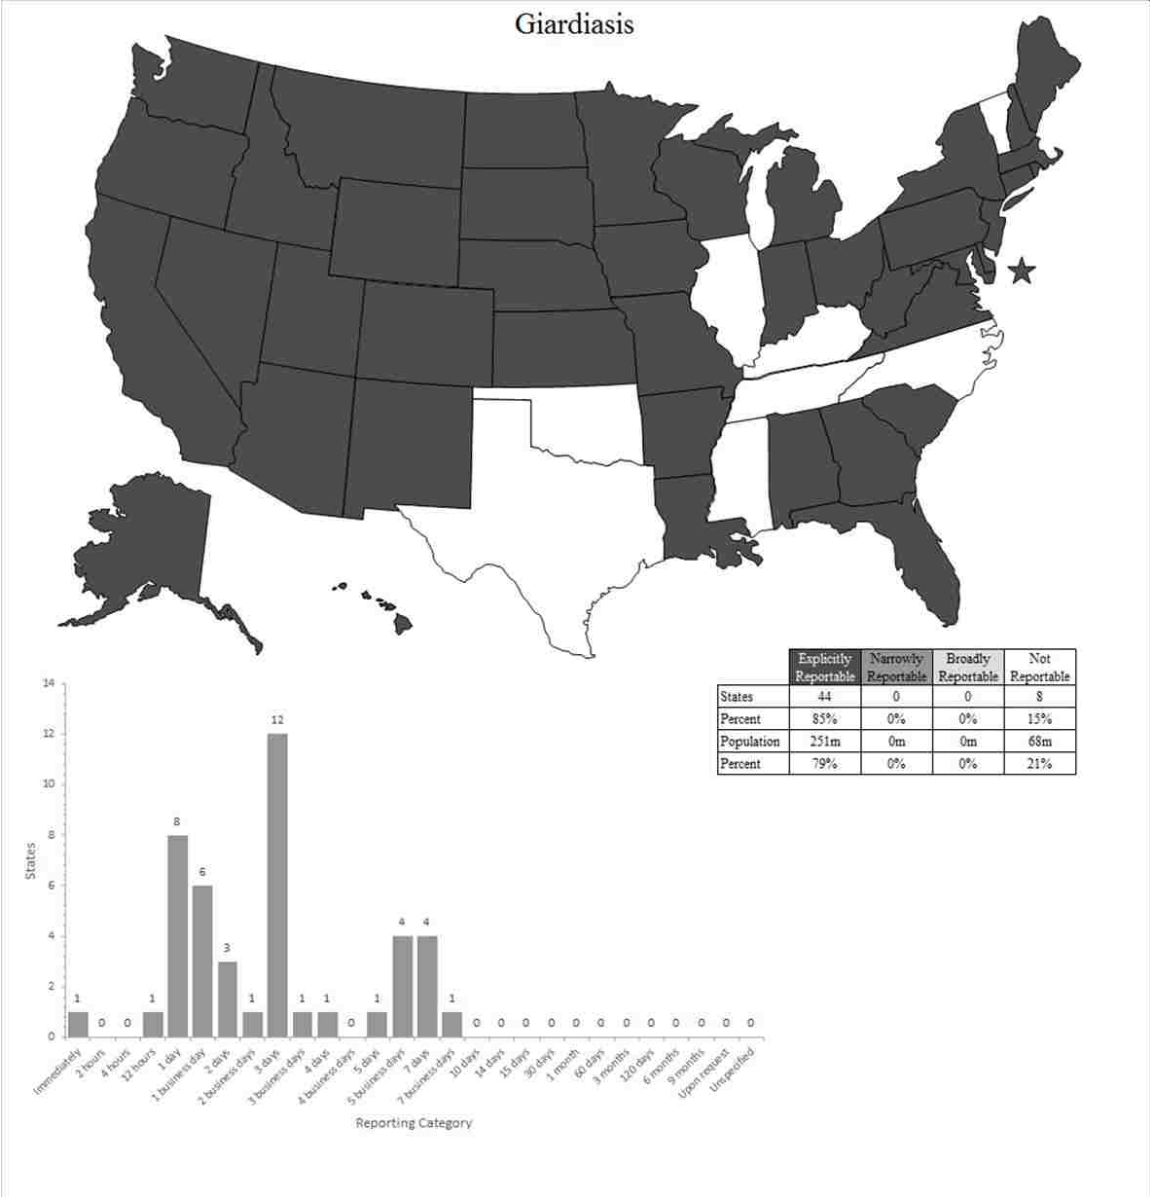 Giardiasis
Explicitly Reportable Narrowly Reportable Broadly Reportable Not Reportable
States 44 0 0 8
Percent 85% 0% 0% 15%
Population 251m 0m 0m 68m
Percent 79% 0% 0% 21%
14
12
10
8
6
4
2
0
States
1 0 0 1 8 6 3 1 12 1 1 0 1 4 4 1 0 0 0 0 0 0 0 0 0 0 0 0
Immediately
2 hours
4 hours
12 hours
1 day
1 business day
2 days
2 business days
3 days
3 business days
4 days
4 business days
5 days
5 business days
7 days
7 business days
10 days
14 days
15 days
30 days
1 month
60 days
3 months
120 days
6 months
9 months
Upon request
Unspecified
Reporting Category